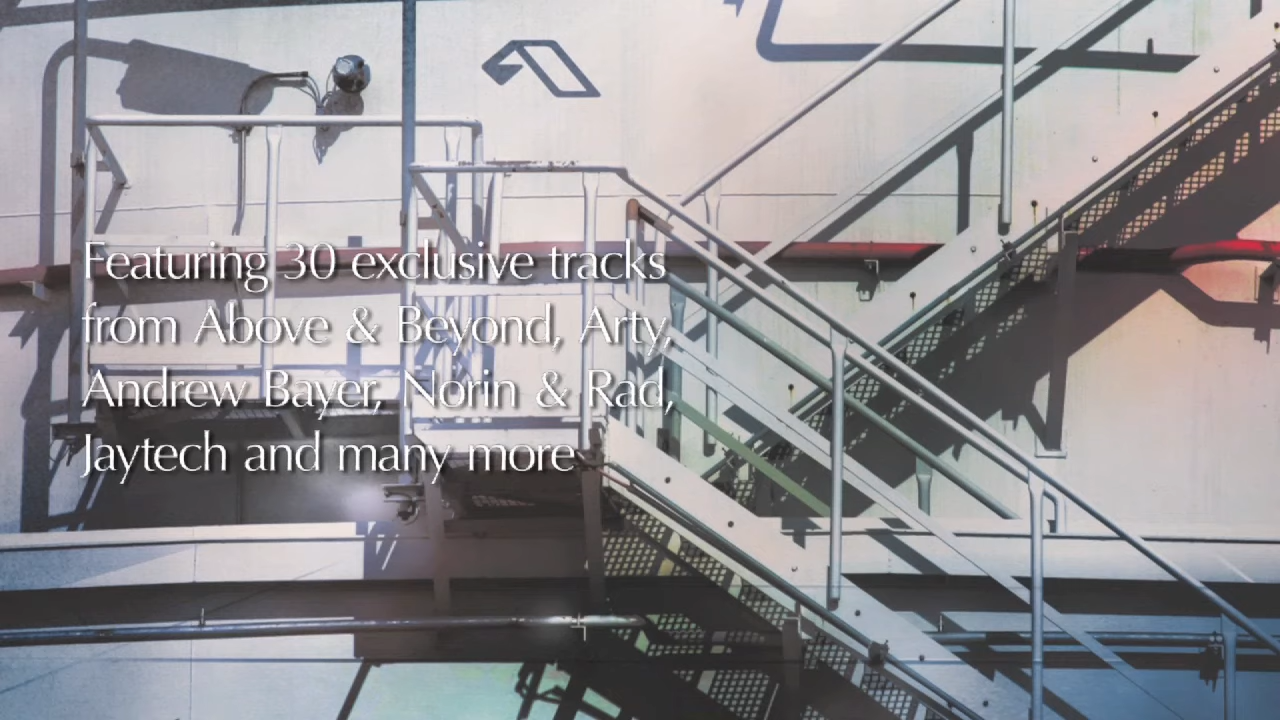 Featuring 30 exclusive tracks
from Above & Beyond, Arty,
Andrew Bayer, Norin & Rad,
Jaytech and many more